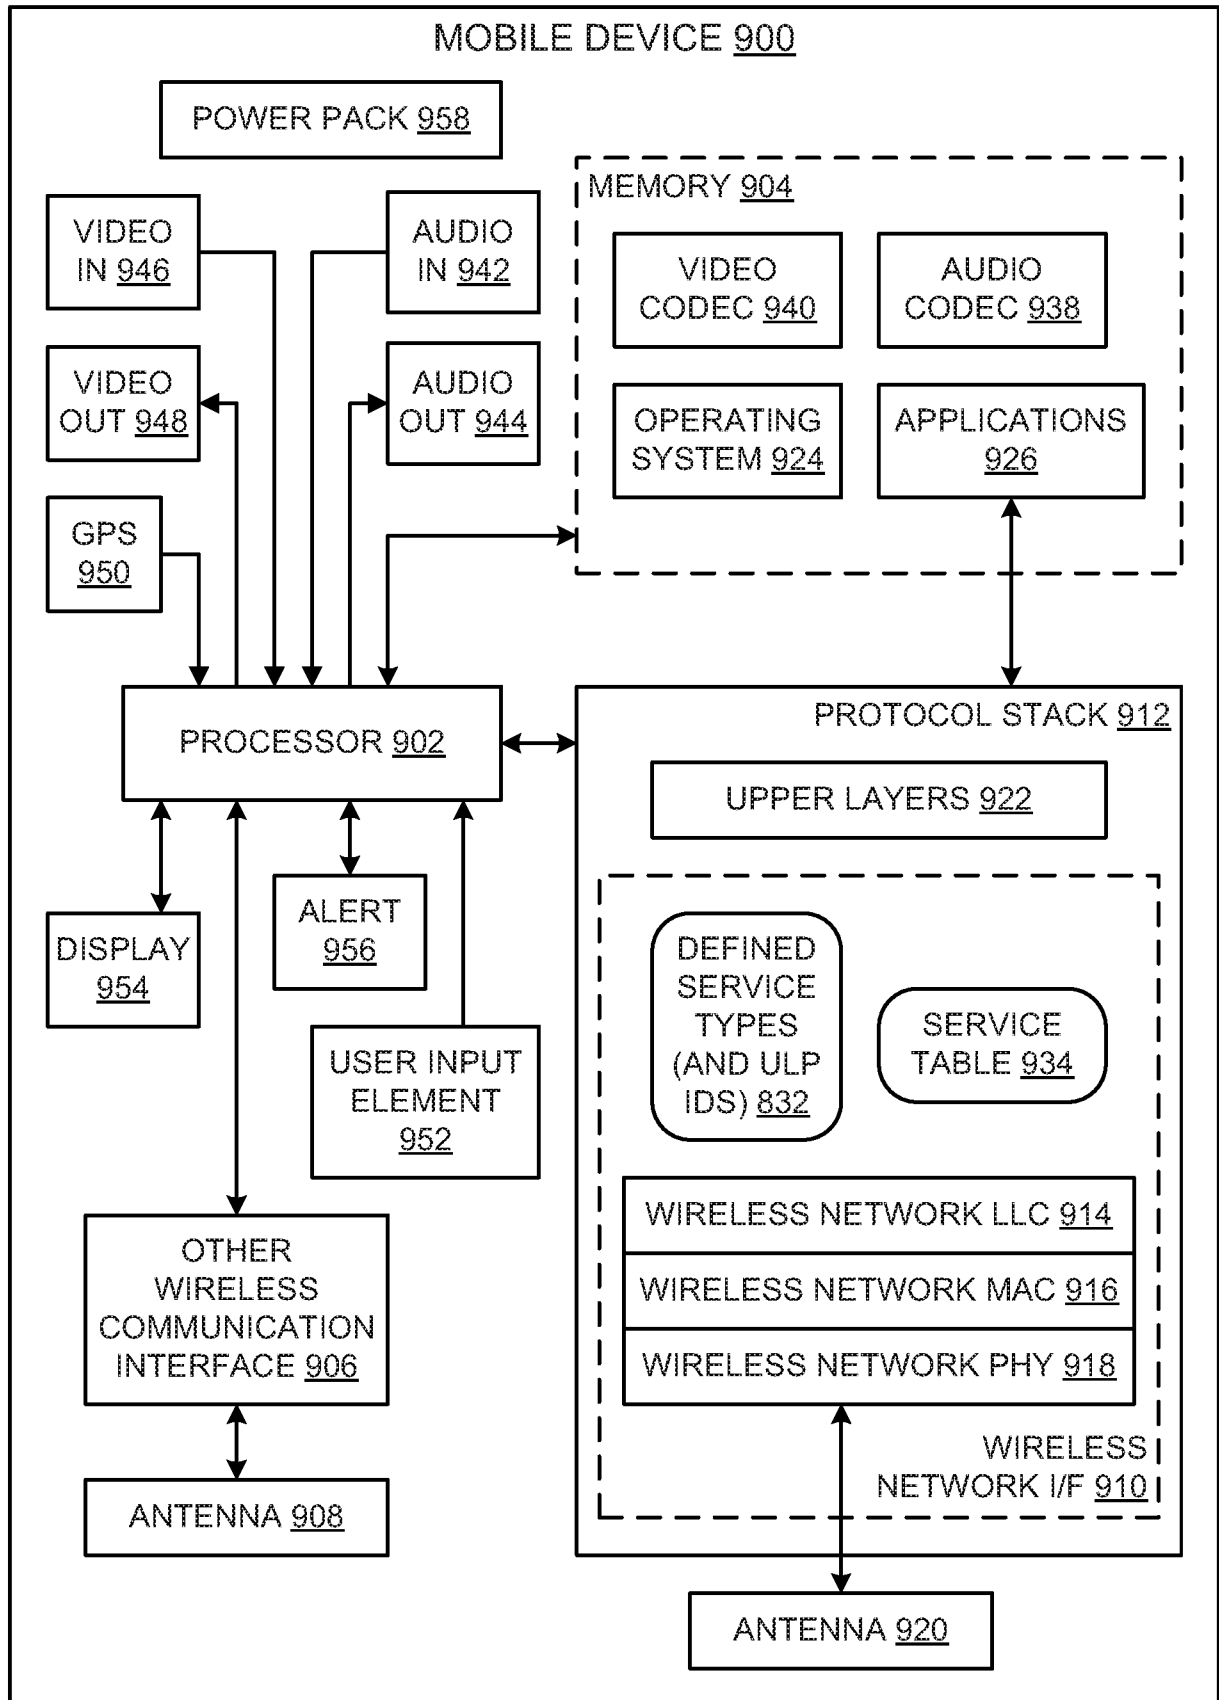 MOBILE DEVICE 900
POWER PACK 958
VIDEO
IN 946
AUDIO
IN 942
VIDEO
OUT 948
AUDIO
OUT 944
GPS
950
MEMORY 904
VIDEO
CODEC 940
AUDIO
CODEC 938
OPERATING
SYSTEM 924
APPLICATIONS
926
PROCESSOR 902
PROTOCOL STACK 912
UPPER LAYERS 922
DISPLAY
954
ALERT
956
USER INPUT
ELEMENT
952
DEFINED
SERVICE
TYPES
(AND ULP
IDS) 832
SERVICE
TABLE 934
WIRELESS NETWORK LLC 914
WIRELESS NETWORK MAC 916
WIRELESS NETWORK PHY 918
WIRELESS
NETWORK I/F 910
OTHER
WIRELESS
COMMUNICATION
INTERFACE 906
ANTENNA 908
ANTENNA 920